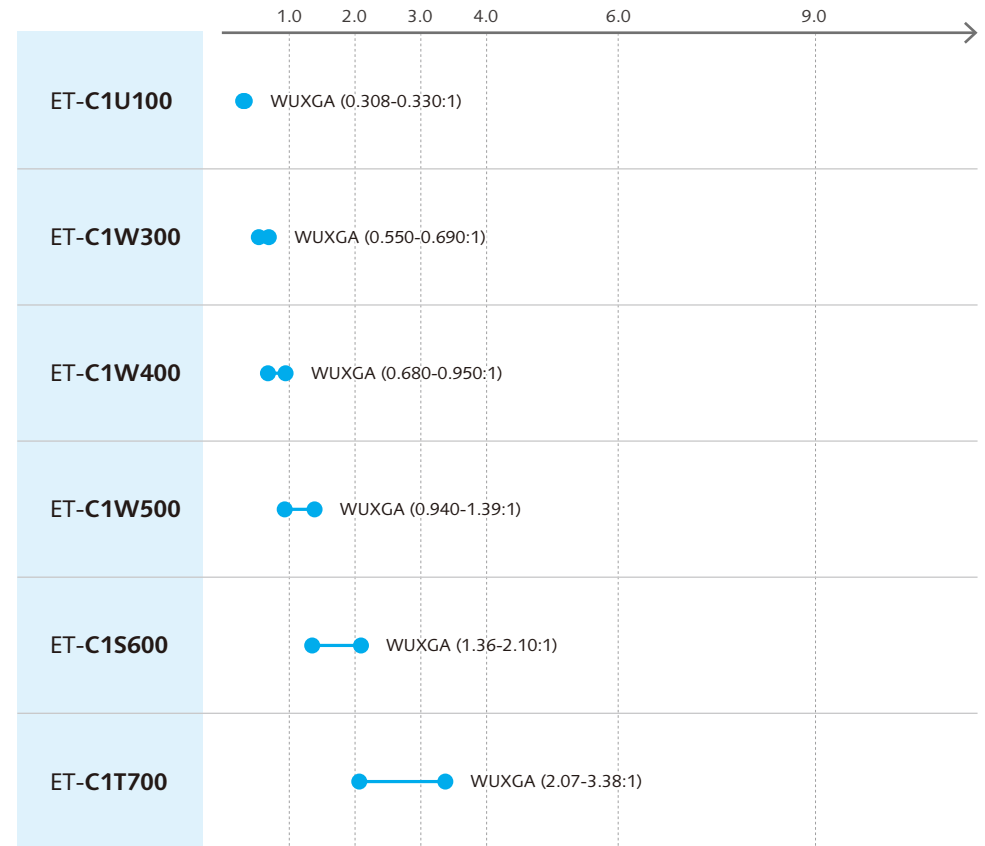 1.0 2.0 3.0 4.0 6.0 9.0
ET-C1U100 WUXGA (0.308-0.330:1)
ET-C1W300 WUXGA (0.550-0.690:1)
ET-C1W400 WUXGA (0.680-0.950:1)
ET-C1W500 WUXGA (0.940-1.39:1)
ET-C1S600 WUXGA (1.36-2.10:1)
ET-C1T700 WUXGA (2.07-3.38:1)